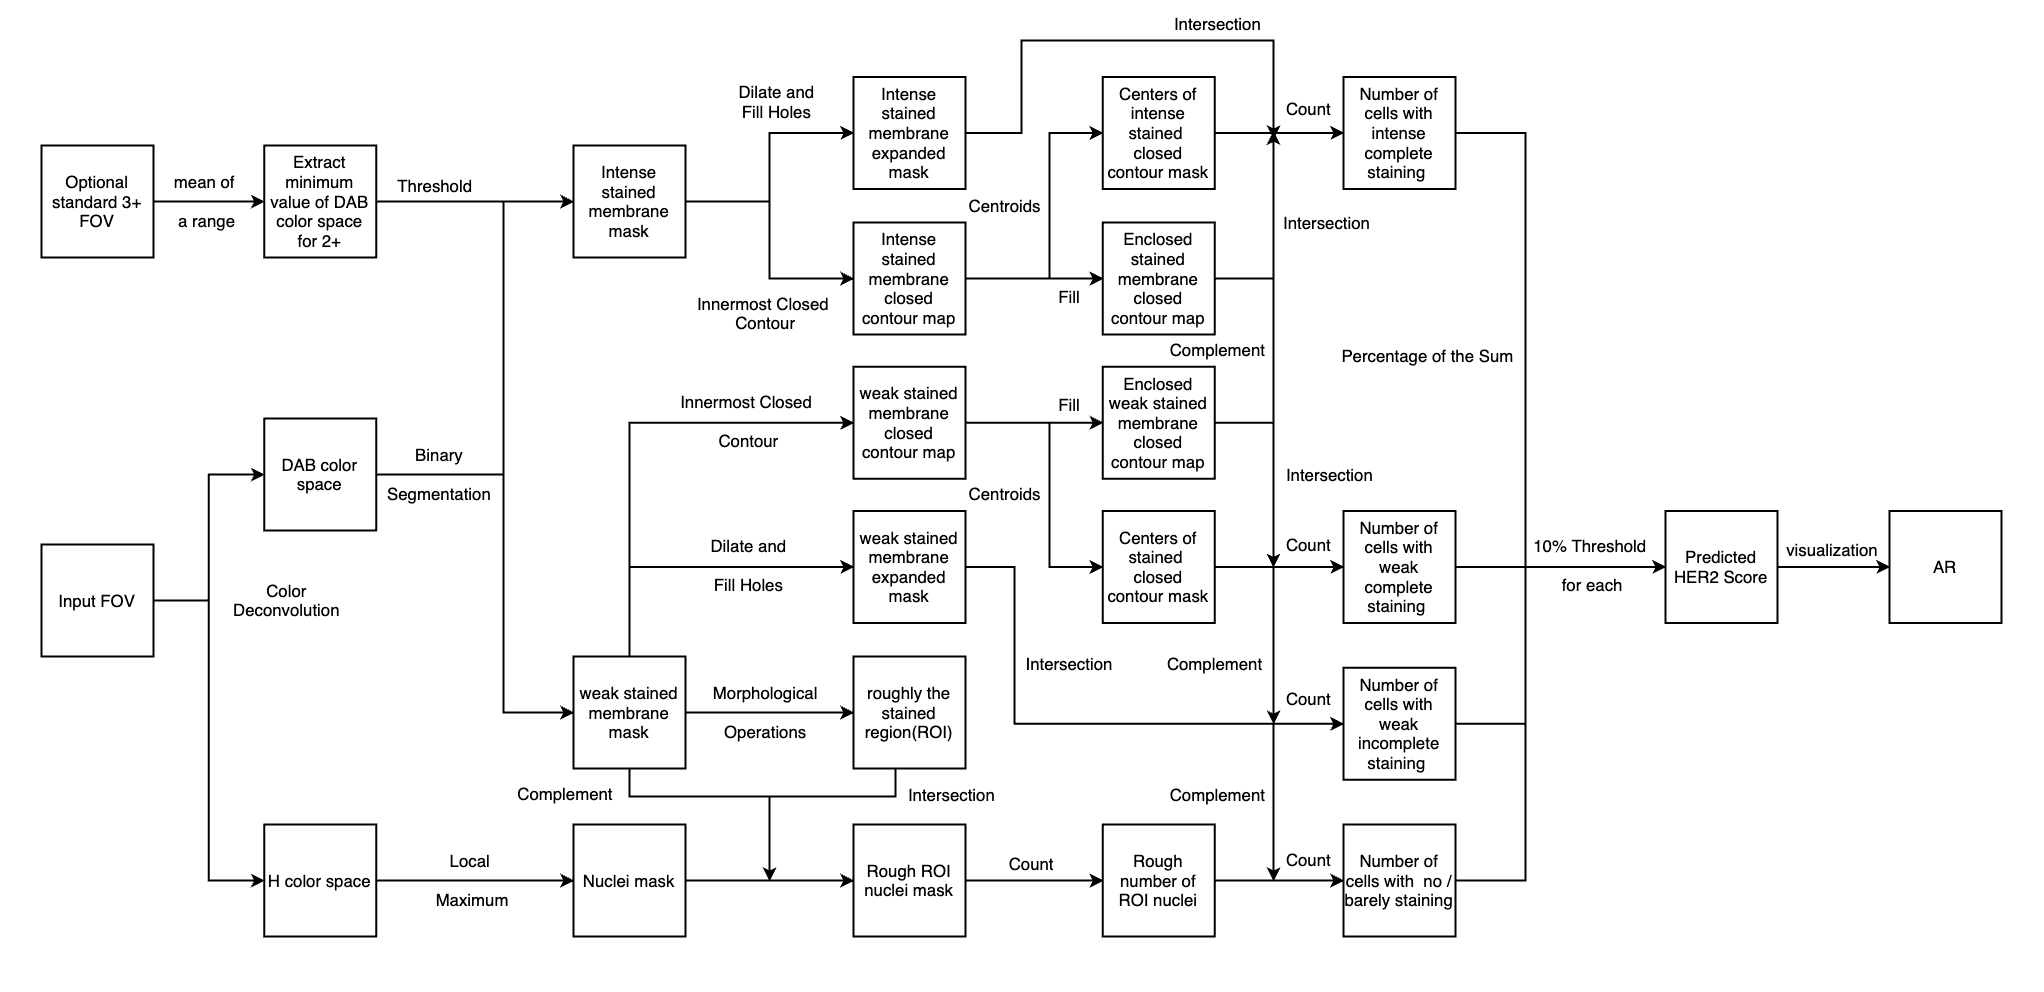 Intersection
Dilate and
Fill Holes
Intense
stained
membrane
expanded
mask
Centers of
intense
stained
closed
contour mask
Count
Number of
cells with
intense
complete
staining
Optional
standard 3+
FOV
mean of
a range
Extract
minimum
value of DAB
color space
for 2+
Threshold
Intense
stained
membrane
mask
Centroids
Intersection
Innermost Closed
Contour
Intense
stained
membrane
closed
contour map
Fill
Enclosed
stained
membrane
closed
contour map
Complement
Percentage of the Sum
Innermost Closed
Contour
weak stained
membrane
closed
contour map
Fill
Enclosed
weak stained
membrane
closed
contour map
DAB color
space
Binary
Segmentation
Centroids
Intersection
Dilate and
Fill Holes
weak stained
membrane
expanded
mask
Centers of
stained
closed
contour mask
Count
Number of
cells with
weak
complete
staining
10% Threshold
for each
Predicted
HER2 Score
visualization
AR
Input FOV
Color
Deconvolution
weak stained
membrane
mask
Morphological
Operations
roughly the
stained
region(ROI)
Intersection
Complement
Count
Number of
cells with
weak
incomplete
staining
Complement
Intersection
Complement
H color space
Local
Maximum
Nuclei mask
Rough ROI
nuclei mask
Count
Rough
number of
ROI nuclei
Count
Number of
cells with no /
barely staining